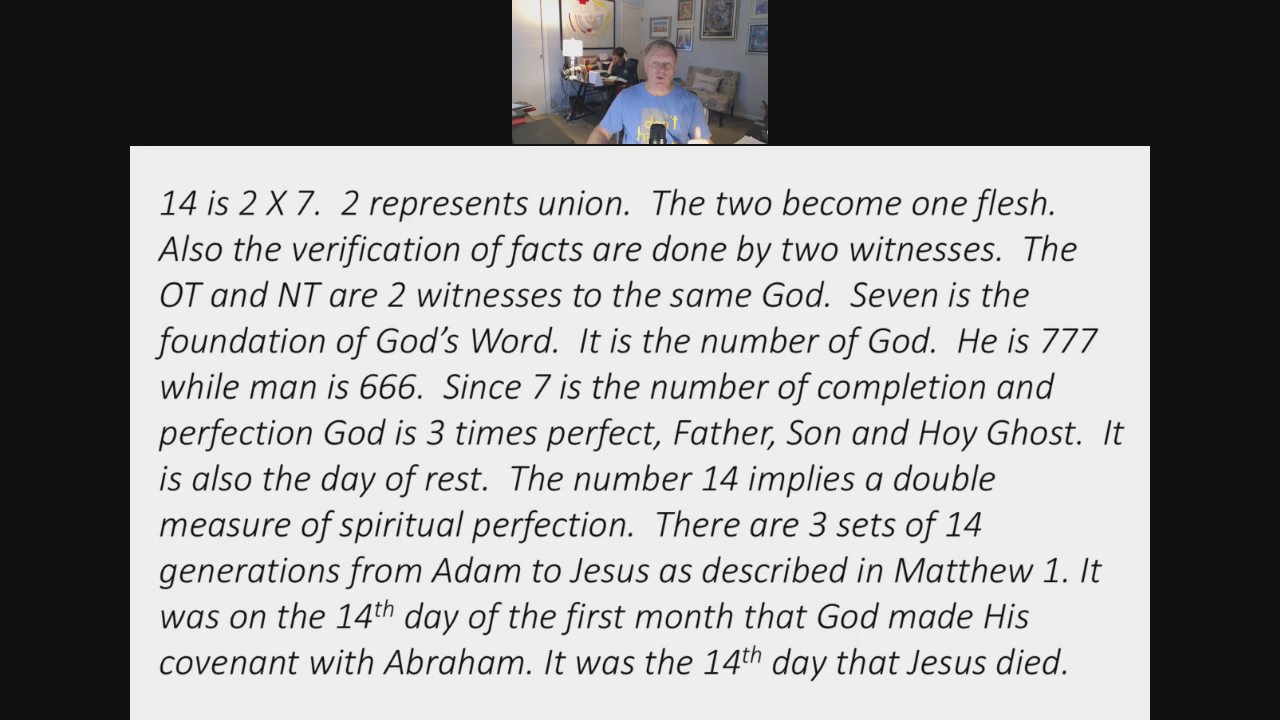 don't
14 is 2 X 7.  2 represents union.  The two become one flesh.
Also the verification of facts are done by two witnesses.  The
OT and NT are 2 witnesses to the same God.  Seven is the
foundation of God’s Word.  It is the number of God.  He is 777
while man is 666.  Since 7 is the number of completion and
perfection God is 3 times perfect, Father, Son and Hoy Ghost.  It
is also the day of rest.  The number 14 implies a double
measure of spiritual perfection.  There are 3 sets of 14
generations from Adam to Jesus as described in Matthew 1. It
was on the 14th day of the first month that God made His
covenant with Abraham. It was the 14th day that Jesus died.